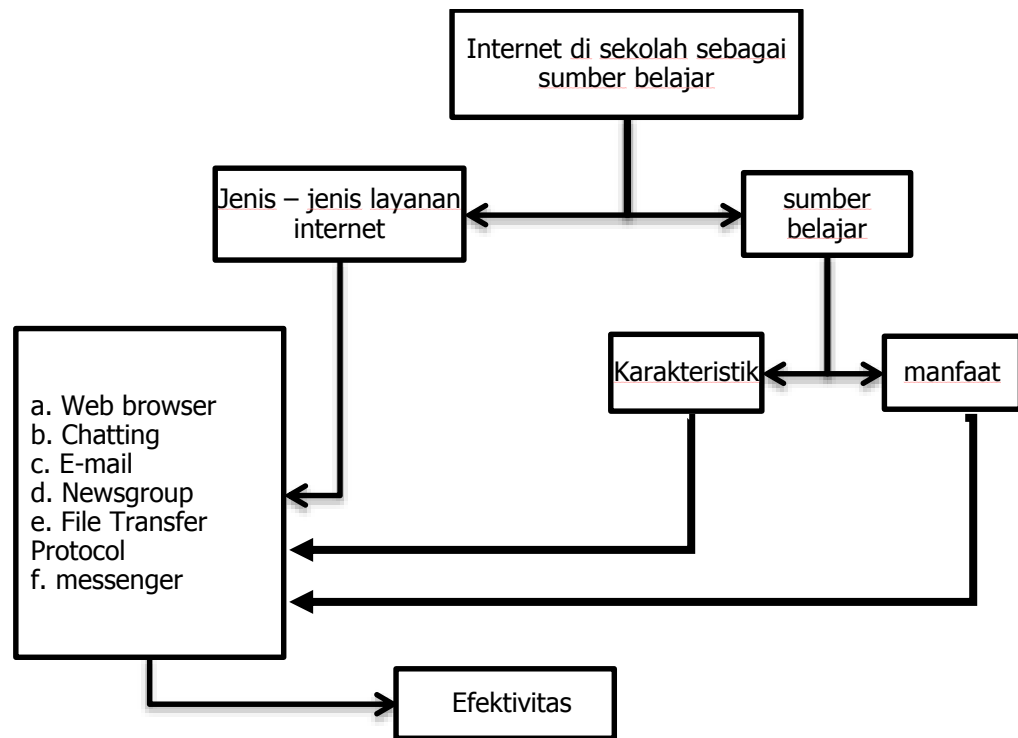 Internet di sekolah sebagai
sumber belajar
Jenis – jenis layanan
internet
sumber
belajar
Karakteristik
manfaat
a. Web browser
b. Chatting
c. E-mail
d. Newsgroup
e. File Transfer
Protocol
f. messenger
Efektivitas